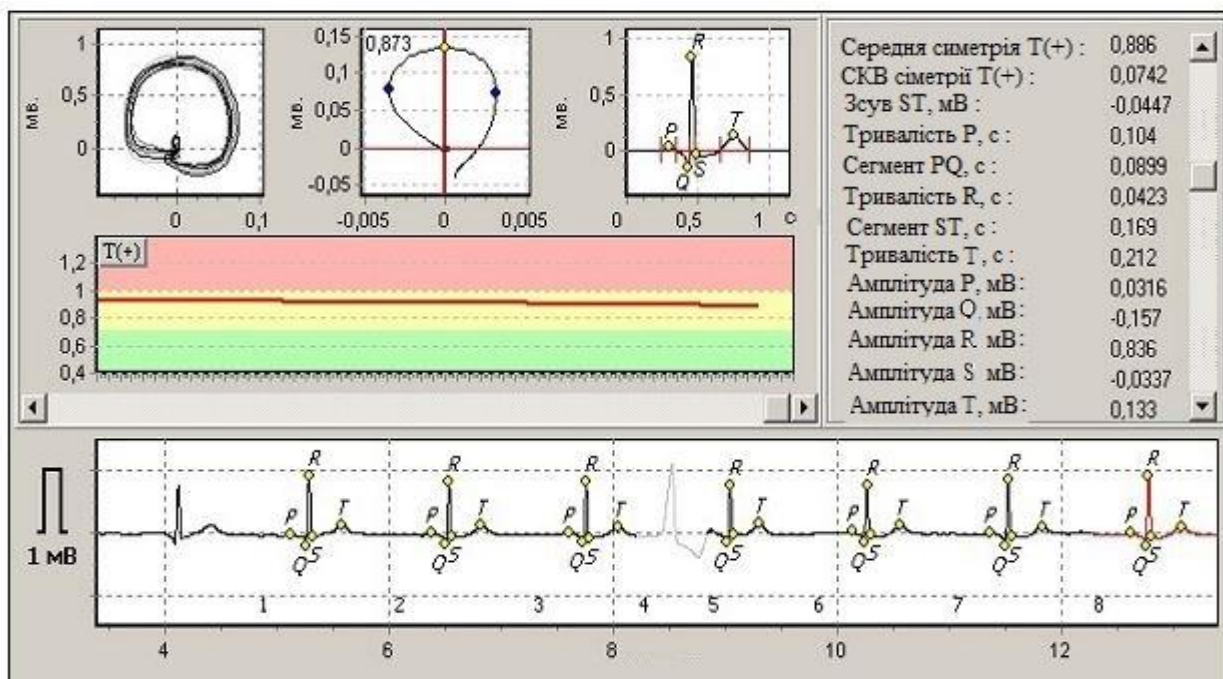 1
0,5
0
мв.
0
0,1
0,15
0,873
0,1
0,05
0
-0,05
мв.
-0,005
0
0,005
1
0,5
0
мв.
R
P
T
S
Q
0
0,5
1
c
T(+)
1,2
1
0,8
0,6
0,4
Середня симетрія T(+) : 0,886
СКВ сіметрії T(+) : 0,0742
Зсув ST, мВ : -0,0447
Тривалість P, с : 0,104
Сегмент PQ, с : 0,0899
Тривалість R, с : 0,0423
Сегмент ST, с : 0,169
Тривалість T, с : 0,212
Амплітуда P, мВ: 0,0316
Амплітуда Q, мВ: -0,157
Амплітуда R, мВ: 0,836
Амплітуда S мВ: -0,0337
Амплітуда T, мВ: 0,133
1 мВ
P R T Q S
P R T Q S
P R T Q S
P R T Q S
P R T Q S
P R T Q S
P R T Q S
1 2 3 4 5 6 7 8
4 6 8 10 12